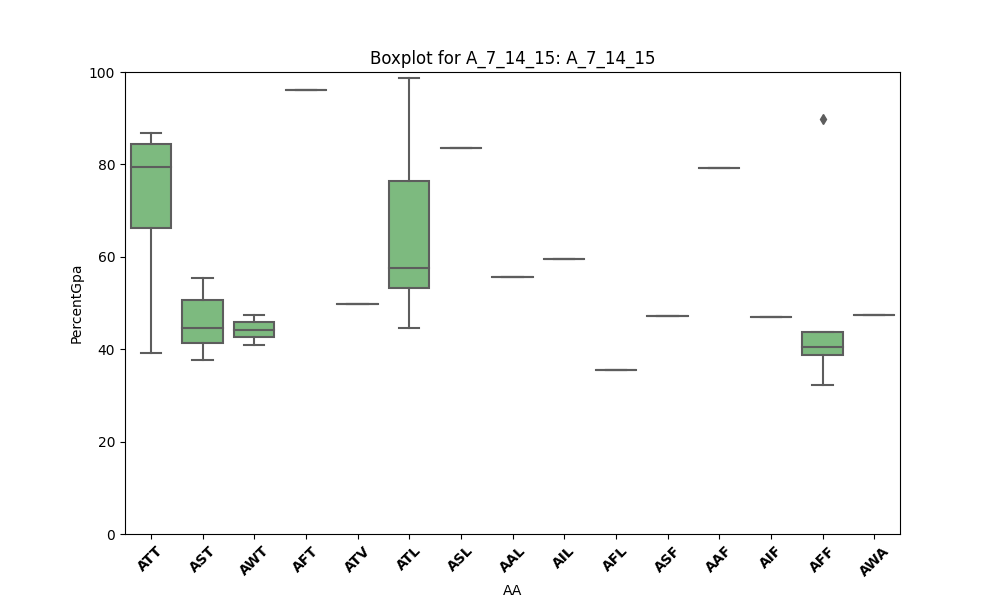 Boxplot for A_7_14_15: A_7_14_15
100
80
60
40
20
0
PercentGpa
ATT AST AWT AFT ATV ATL ASL AAL AIL AFL ASF AAF AIF AFF AWA
AA